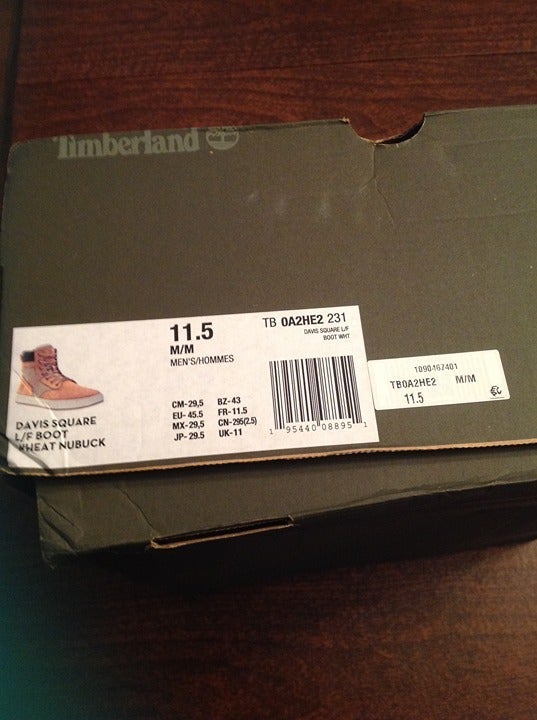 Timberland
11.5
M/M
MEN'S/HOMMES
TB 0A2HE2 231
DAVIS SQUARE L/F
BOOT WHT
CM-29,5 BZ-43
EU- 45.5 FR-11.5
MX-29,5 CN-295(2.5)
JP- 29.5 UK-11
1 95440 08895 1
DAVIS SQUARE
L/F BOOT
WHEAT NUBUCK
1090467401
TB0A2HE2 M/M
11.5